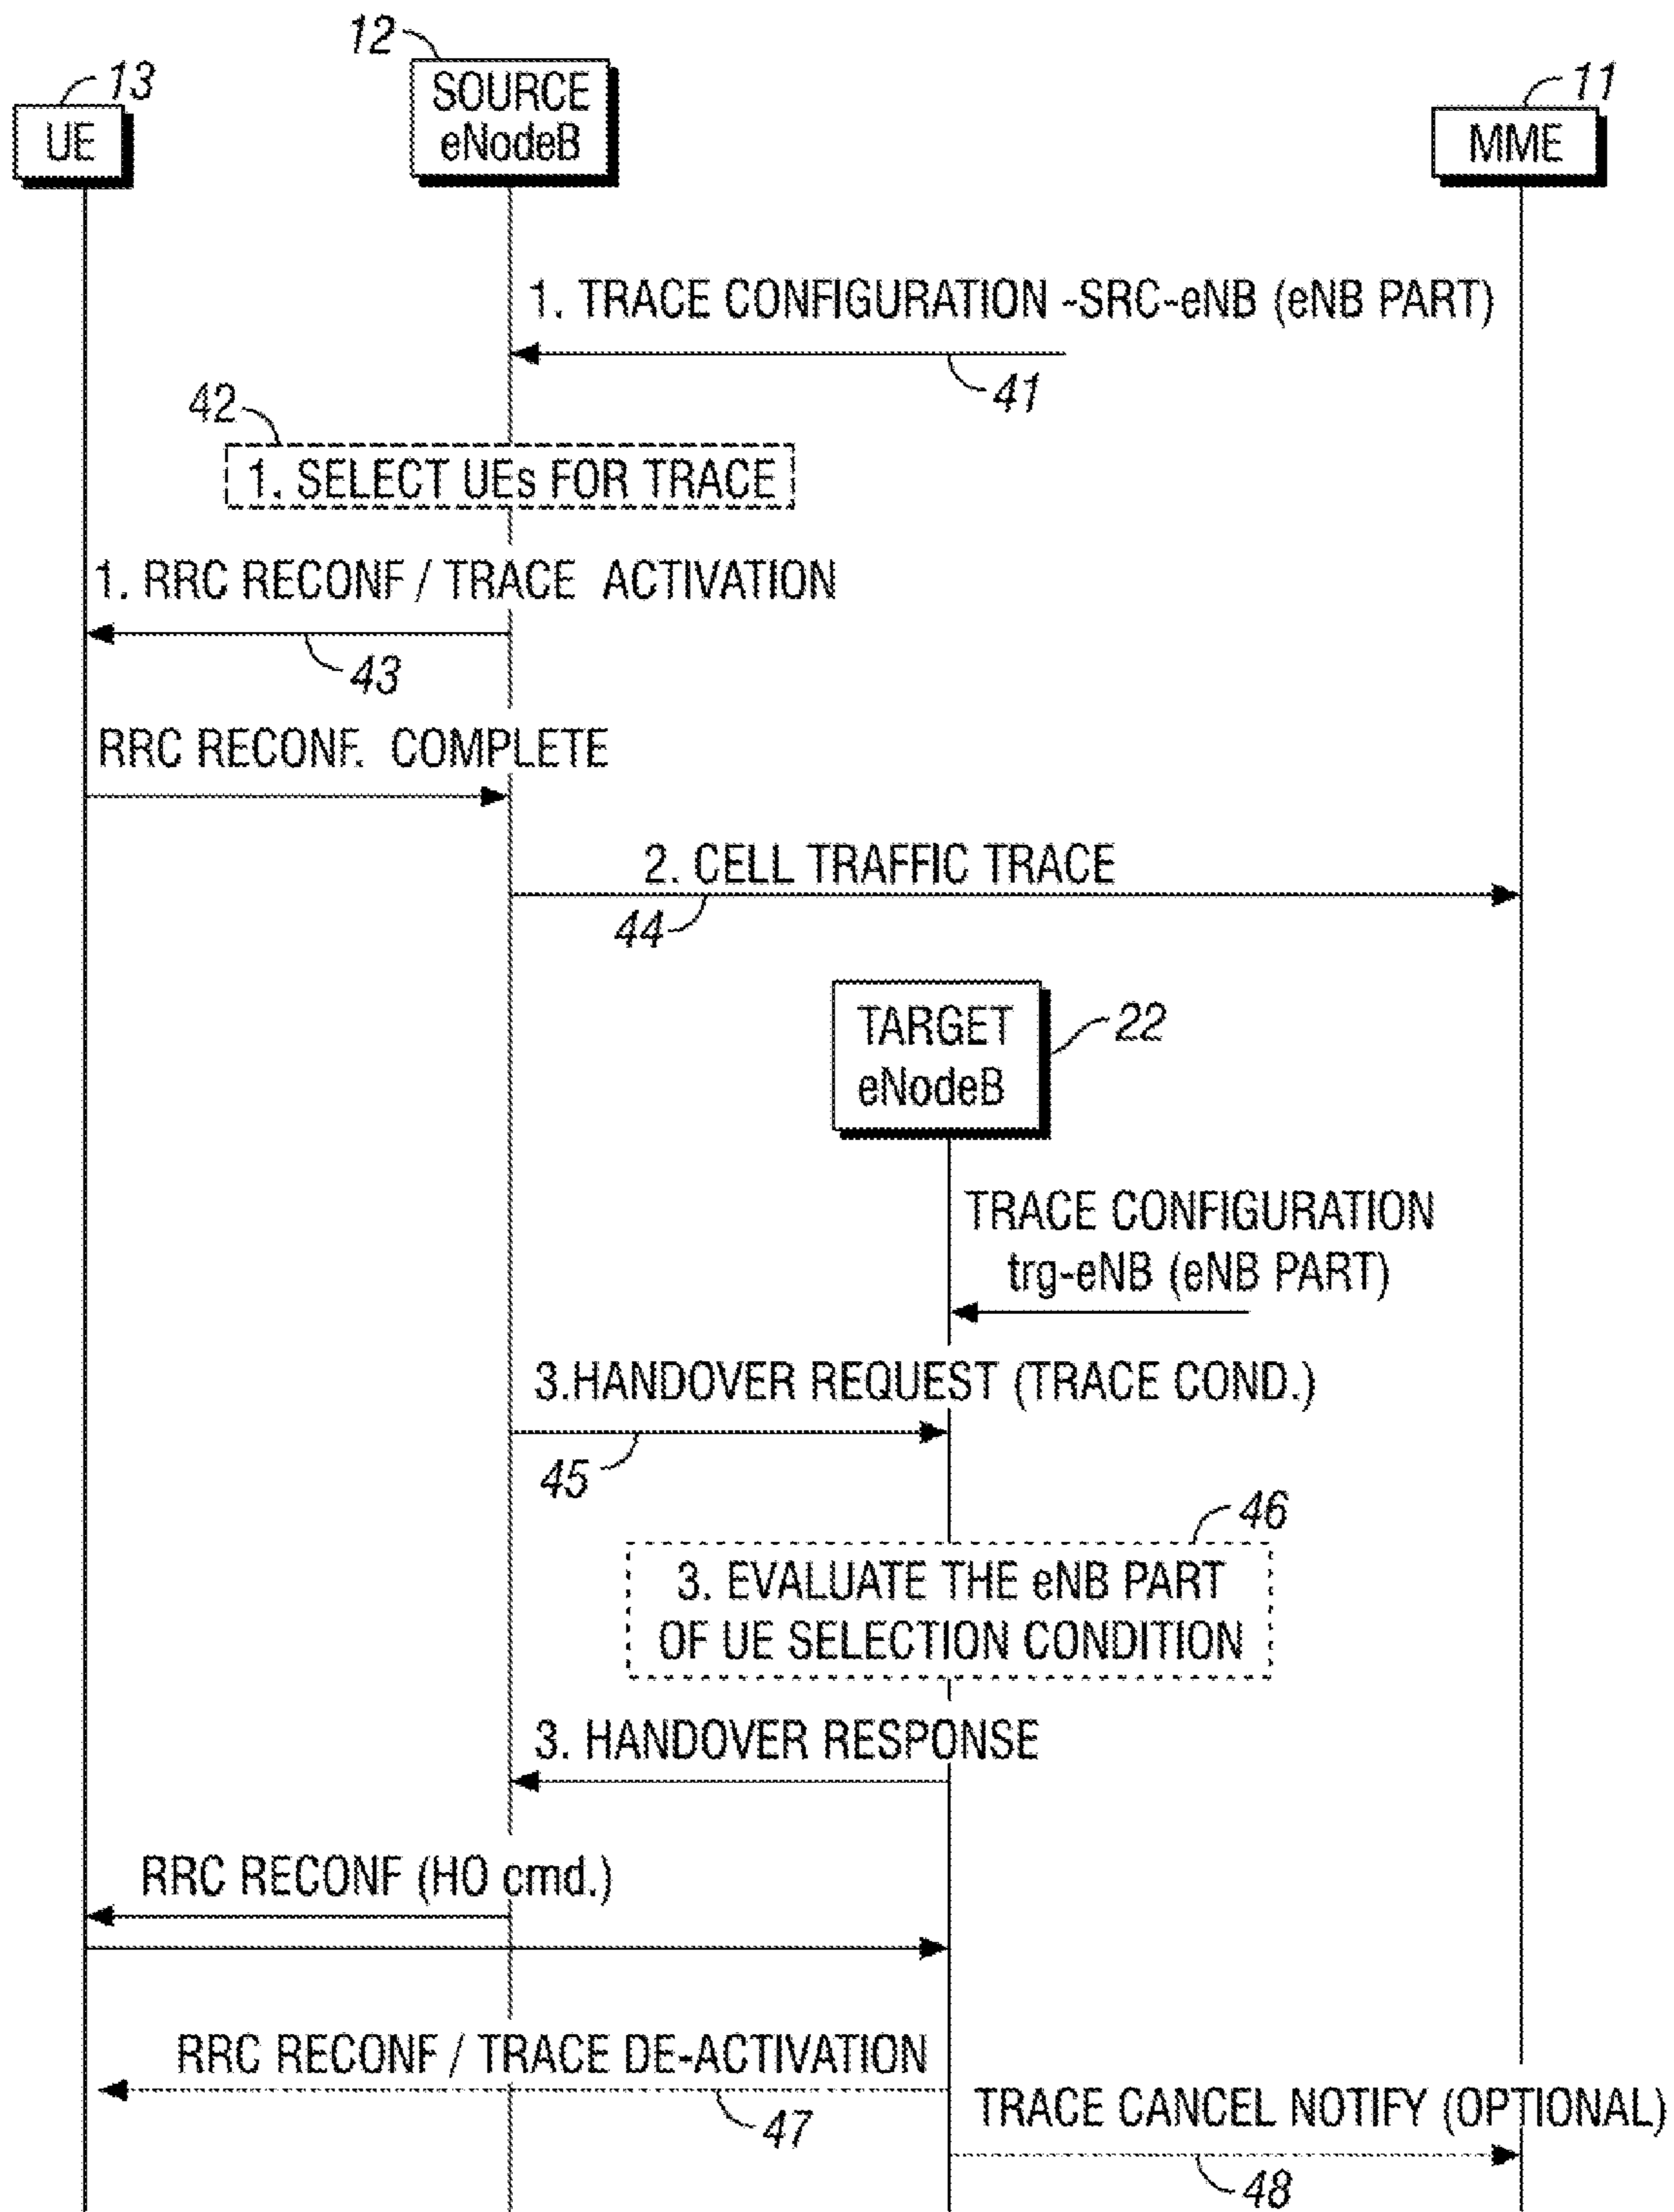 12
13
11
SOURCE
eNodeB
UE
MME
1. TRACE CONFIGURATION -SRC-eNB (eNB PART)
41
42
1. SELECT UEs FOR TRACE
1. RRC RECONF / TRACE ACTIVATION
43
RRC RECONF. COMPLETE
2. CELL TRAFFIC TRACE
44
TARGET
eNodeB
22
TRACE CONFIGURATION
trg-eNB (eNB PART)
3.HANDOVER REQUEST (TRACE COND.)
45
46
3. EVALUATE THE eNB PART
OF UE SELECTION CONDITION
3. HANDOVER RESPONSE
RRC RECONF (HO cmd.)
RRC RECONF / TRACE DE-ACTIVATION
47
TRACE CANCEL NOTIFY (OPTIONAL)
48